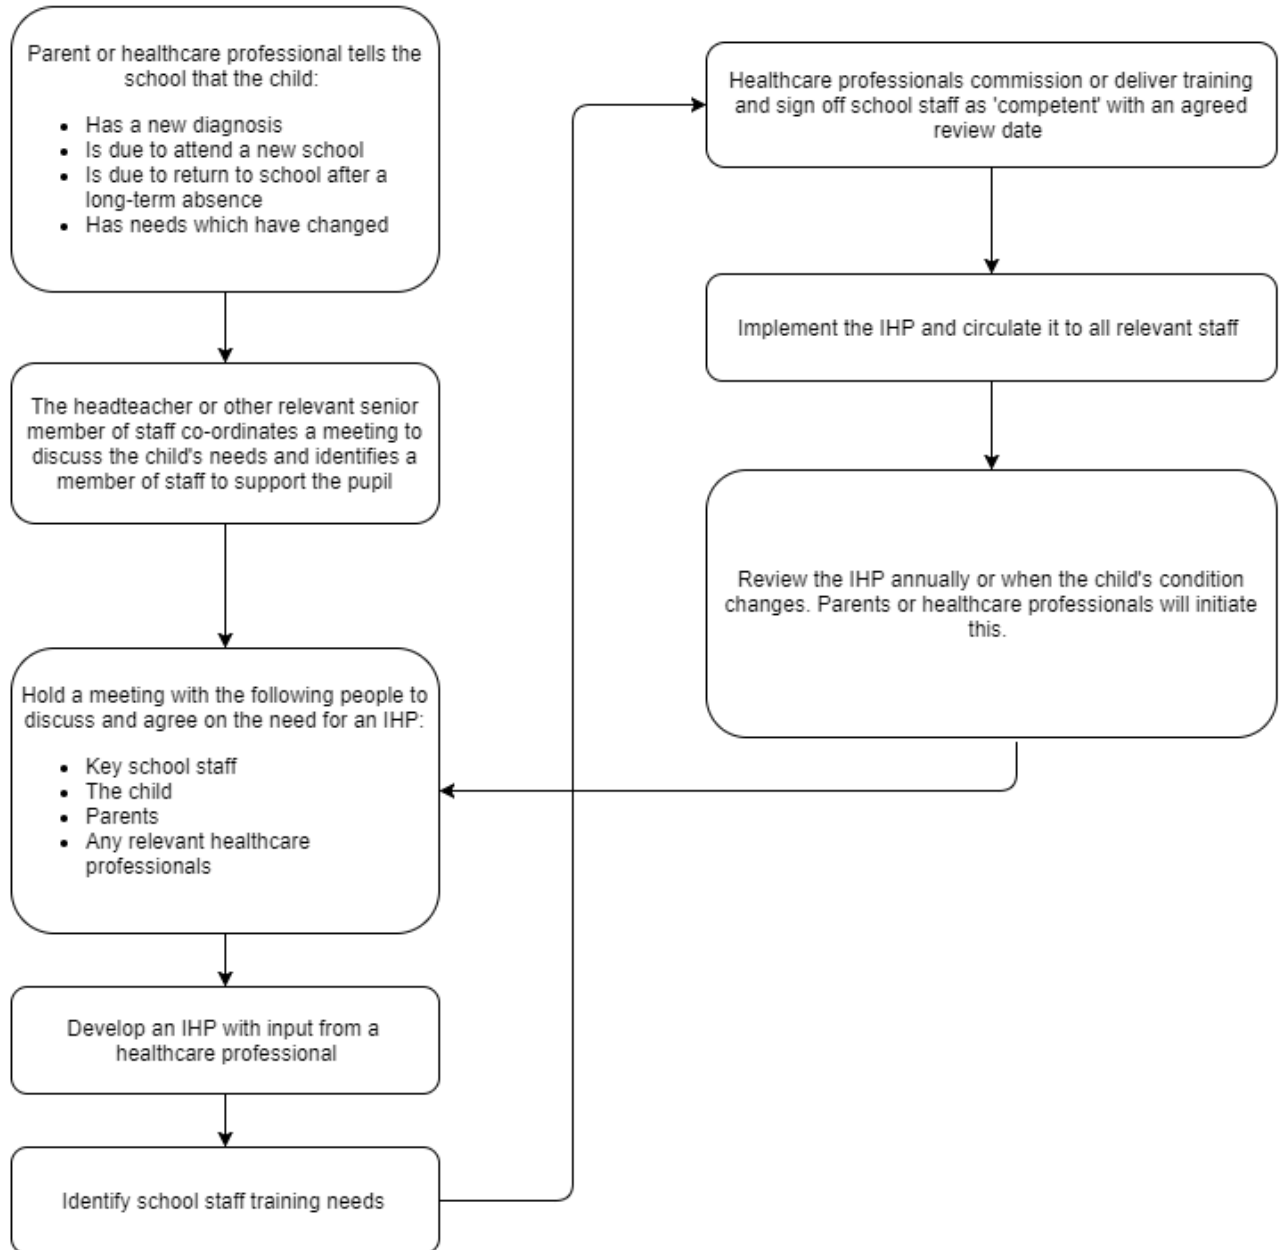 Parent or healthcare professional tells the
school that the child:
• Has a new diagnosis
• Is due to attend a new school
• Is due to return to school after a
long-term absence
• Has needs which have changed
The headteacher or other relevant senior
member of staff co-ordinates a meeting to
discuss the child's needs and identifies a
member of staff to support the pupil
Hold a meeting with the following people to
discuss and agree on the need for an IHP:
• Key school staff
• The child
• Parents
• Any relevant healthcare
professionals
Develop an IHP with input from a
healthcare professional
Identify school staff training needs
Healthcare professionals commission or deliver training
and sign off school staff as 'competent' with an agreed
review date
Implement the IHP and circulate it to all relevant staff
Review the IHP annually or when the child's condition
changes. Parents or healthcare professionals will initiate
this.